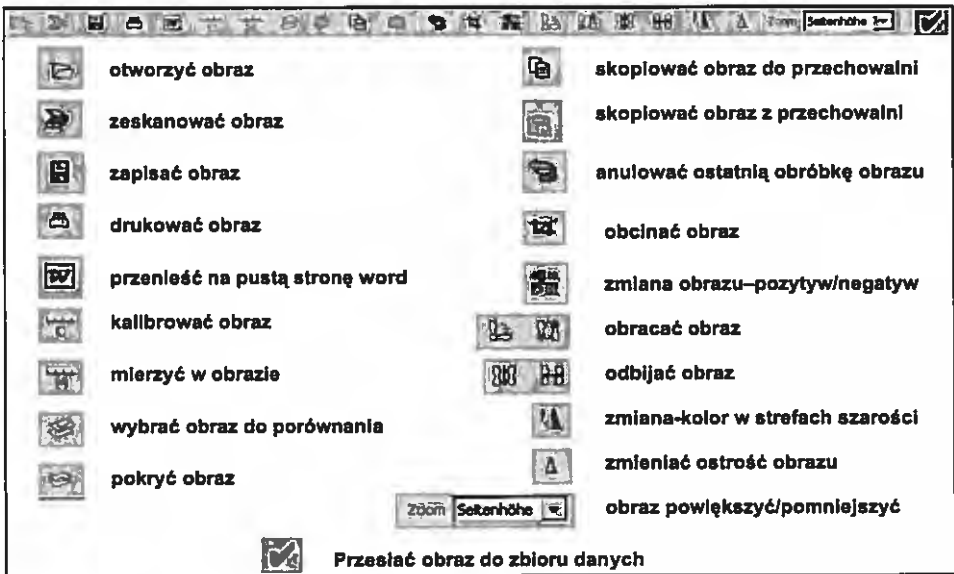 Zoom Seitenhöhe
otworzyć obraz
zeskanować obraz
zapisać obraz
drukować obraz
przenieść na pustą stronę word
kalibrować obraz
mierzyć w obrazie
wybrać obraz do porównania
pokryć obraz
skopiować obraz do przechowalni
skopiować obraz z przechowalni
anulować ostatnią obróbkę obrazu
obcinać obraz
zmiana obrazu–pozytyw/negatyw
obracać obraz
odbijać obraz
zmiana-kolor w strefach szarości
zmieniać ostrość obrazu
Zoom Seitenhöhe
obraz powiększyć/pomniejszyć
Przesłać obraz do zbioru danych